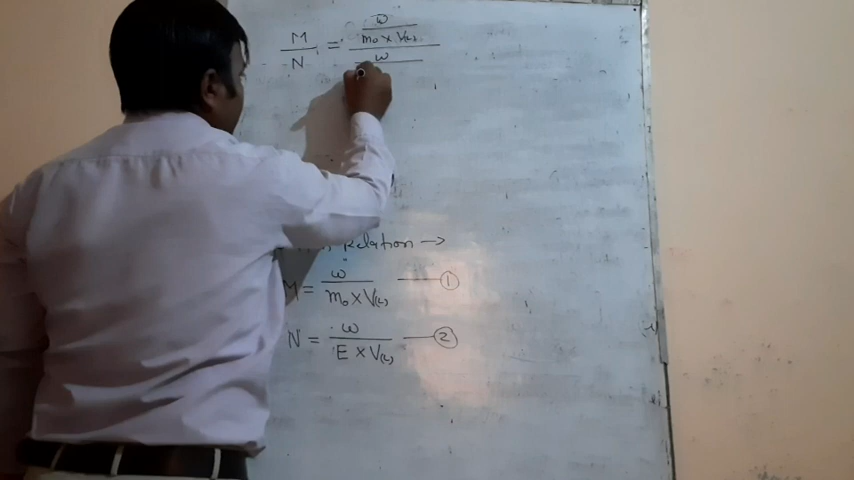 M/N = (w/(m₀ × V(L)))/(w/
Relation →
M = w/(m₀ × V(L)) — ①
N = w/(E × V(L)) — ②